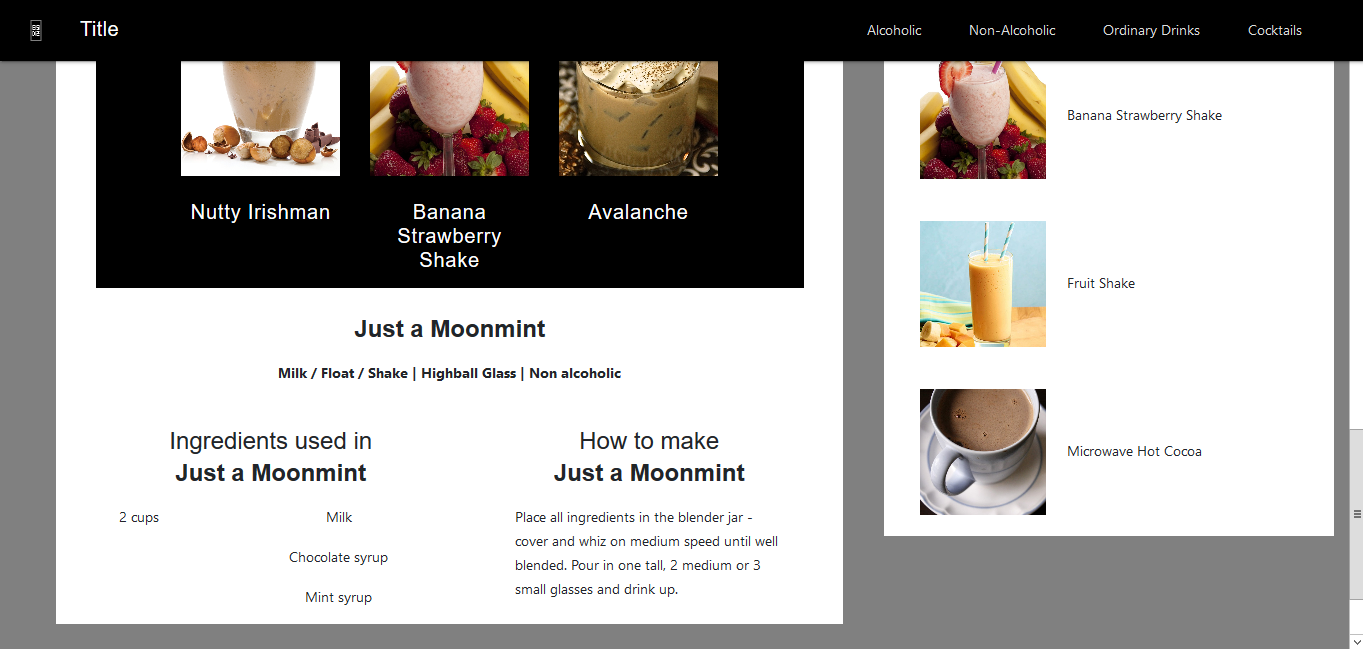 Title
Alcoholic
Non-Alcoholic
Ordinary Drinks
Cocktails
Nutty Irishman
Banana
Strawberry
Shake
Avalanche
Just a Moonmint
Milk / Float / Shake | Highball Glass | Non alcoholic
Ingredients used in
Just a Moonmint
2 cups
Milk
Chocolate syrup
Mint syrup
How to make
Just a Moonmint
Place all ingredients in the blender jar -
cover and whiz on medium speed until well
blended. Pour in one tall, 2 medium or 3
small glasses and drink up.
Banana Strawberry Shake
Fruit Shake
Microwave Hot Cocoa